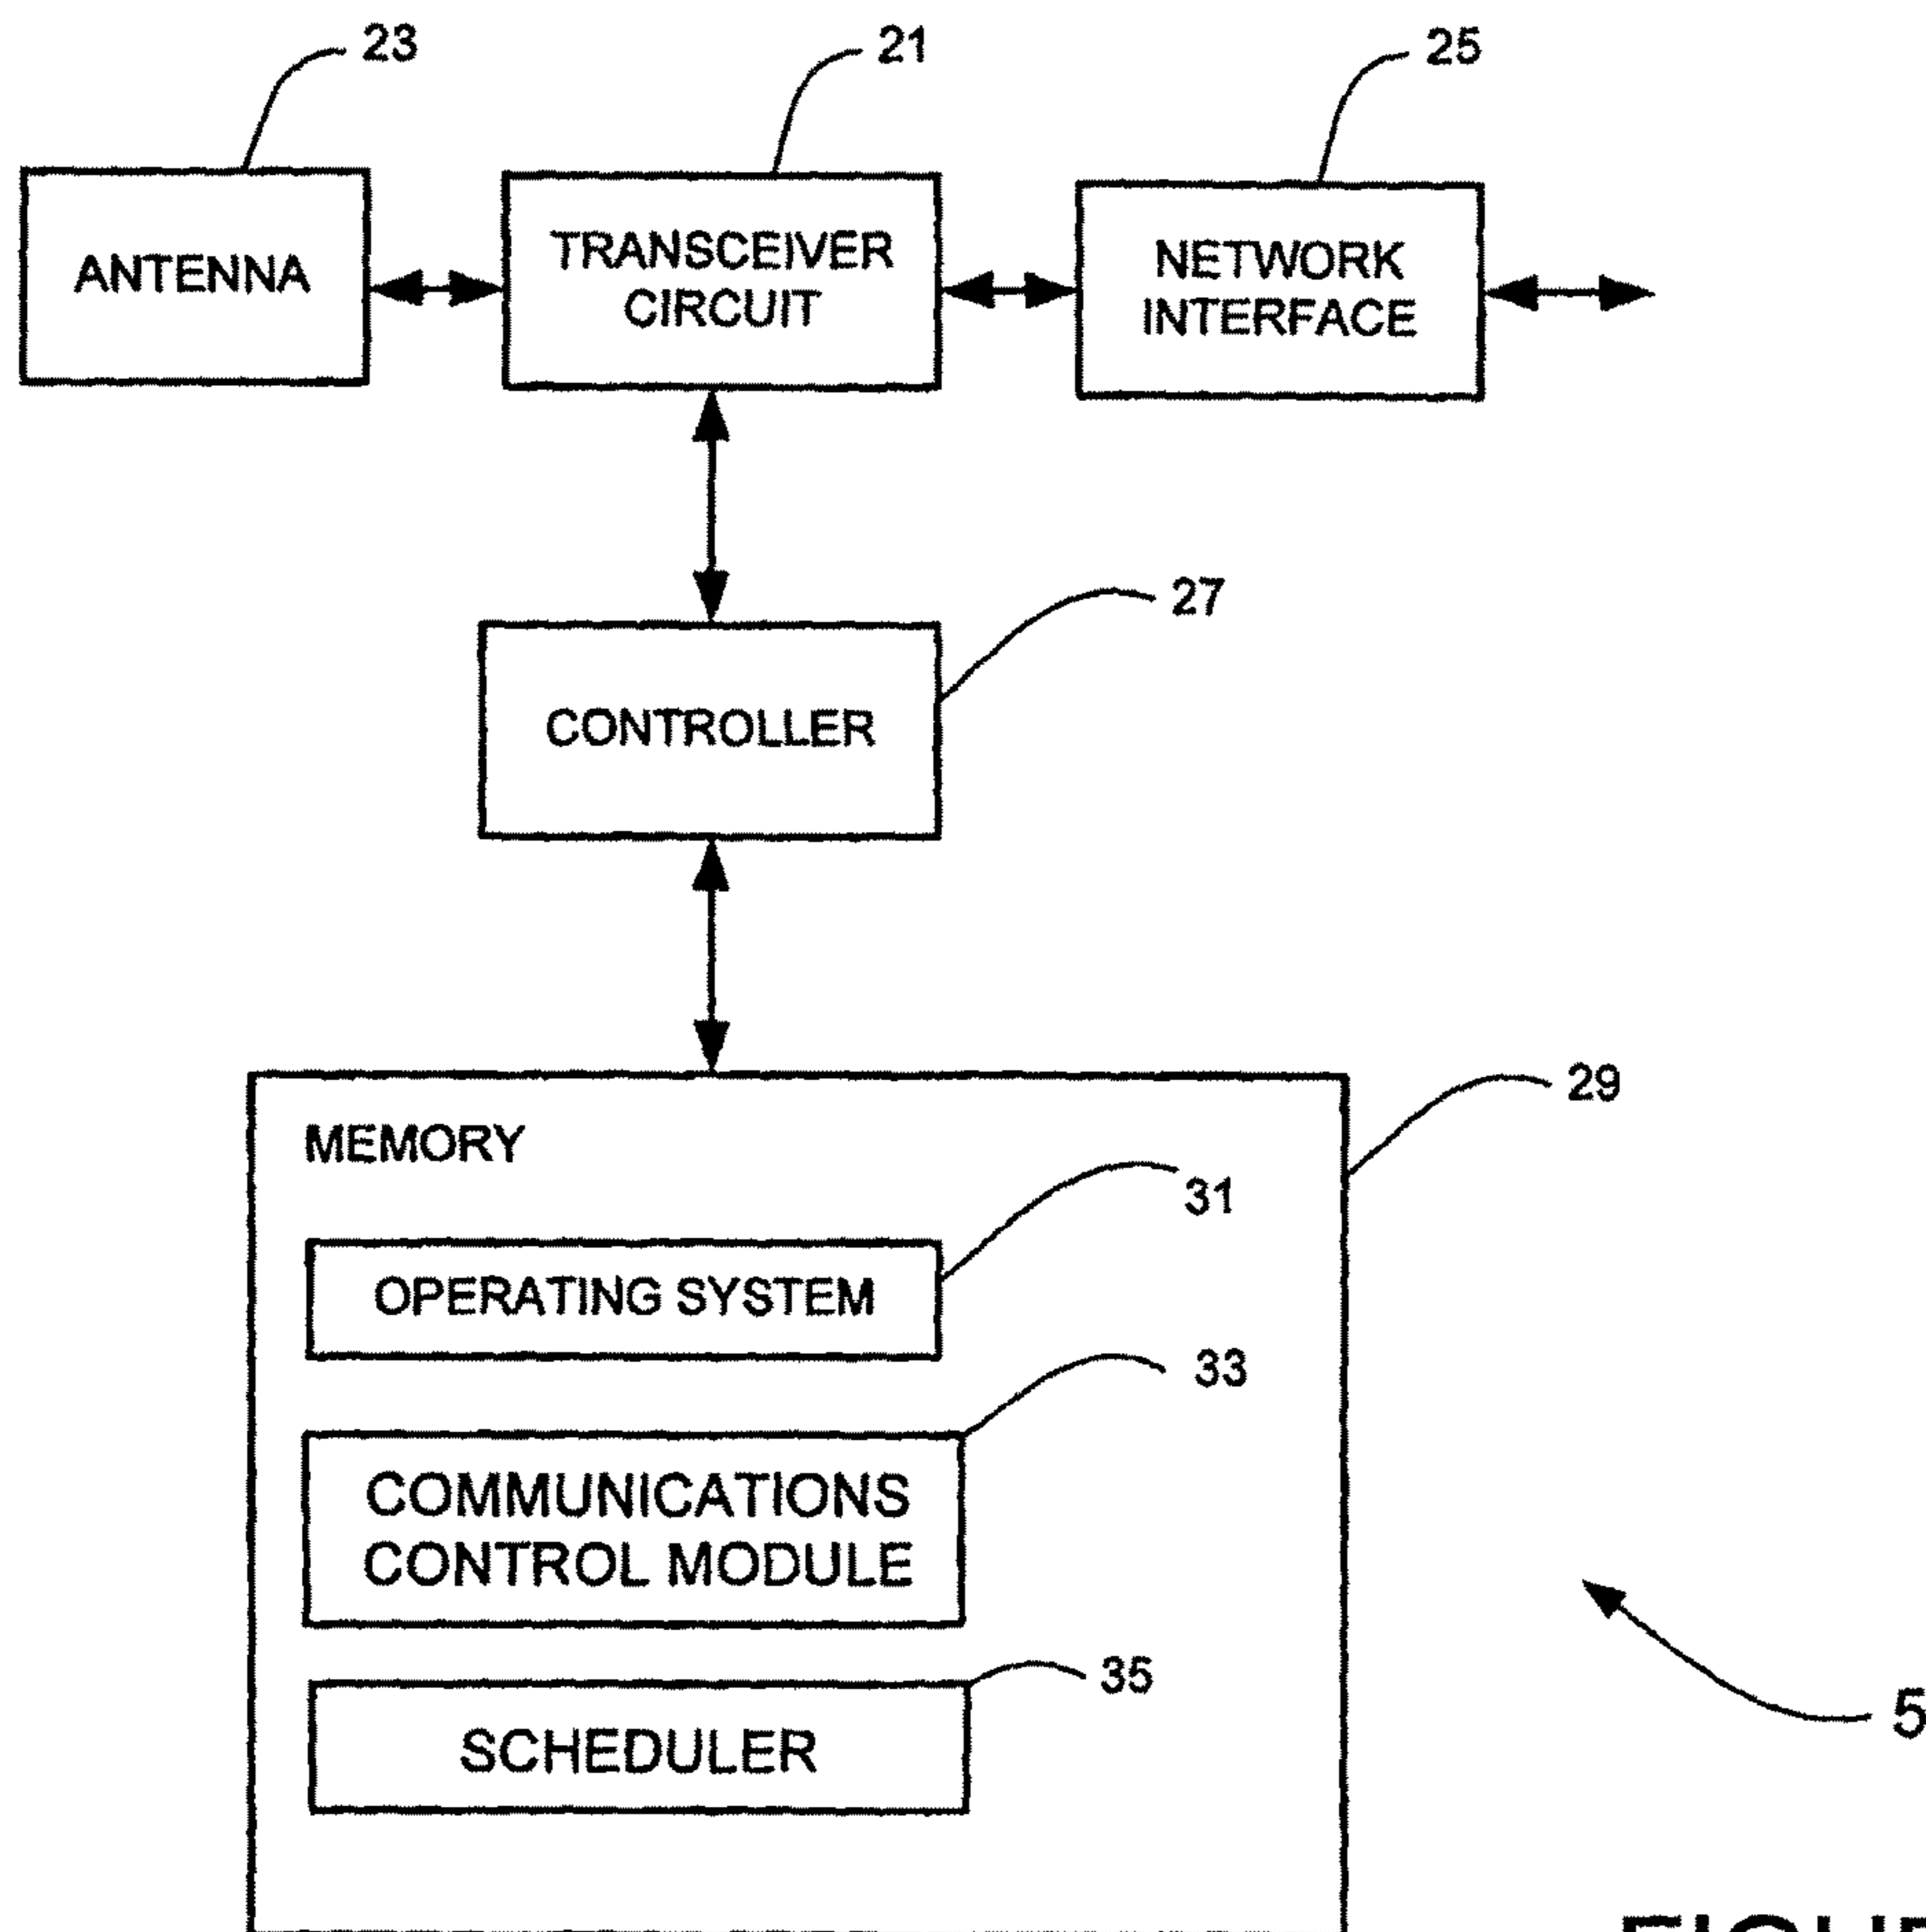 23
21
25
ANTENNA
TRANSCEIVER
CIRCUIT
NETWORK
INTERFACE
27
CONTROLLER
29
MEMORY
31
OPERATING SYSTEM
33
COMMUNICATIONS
CONTROL MODULE
35
SCHEDULER
5